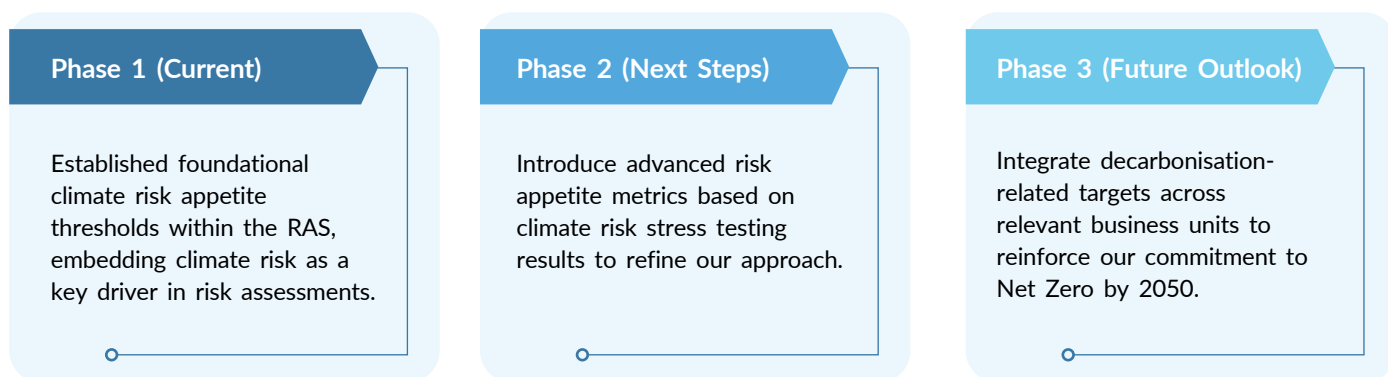 Phase 1 (Current)
Established foundational
climate risk appetite
thresholds within the RAS,
embedding climate risk as a
key driver in risk assessments.
Phase 2 (Next Steps)
Introduce advanced risk
appetite metrics based on
climate risk stress testing
results to refine our approach.
Phase 3 (Future Outlook)
Integrate decarbonisation-
related targets across
relevant business units to
reinforce our commitment to
Net Zero by 2050.